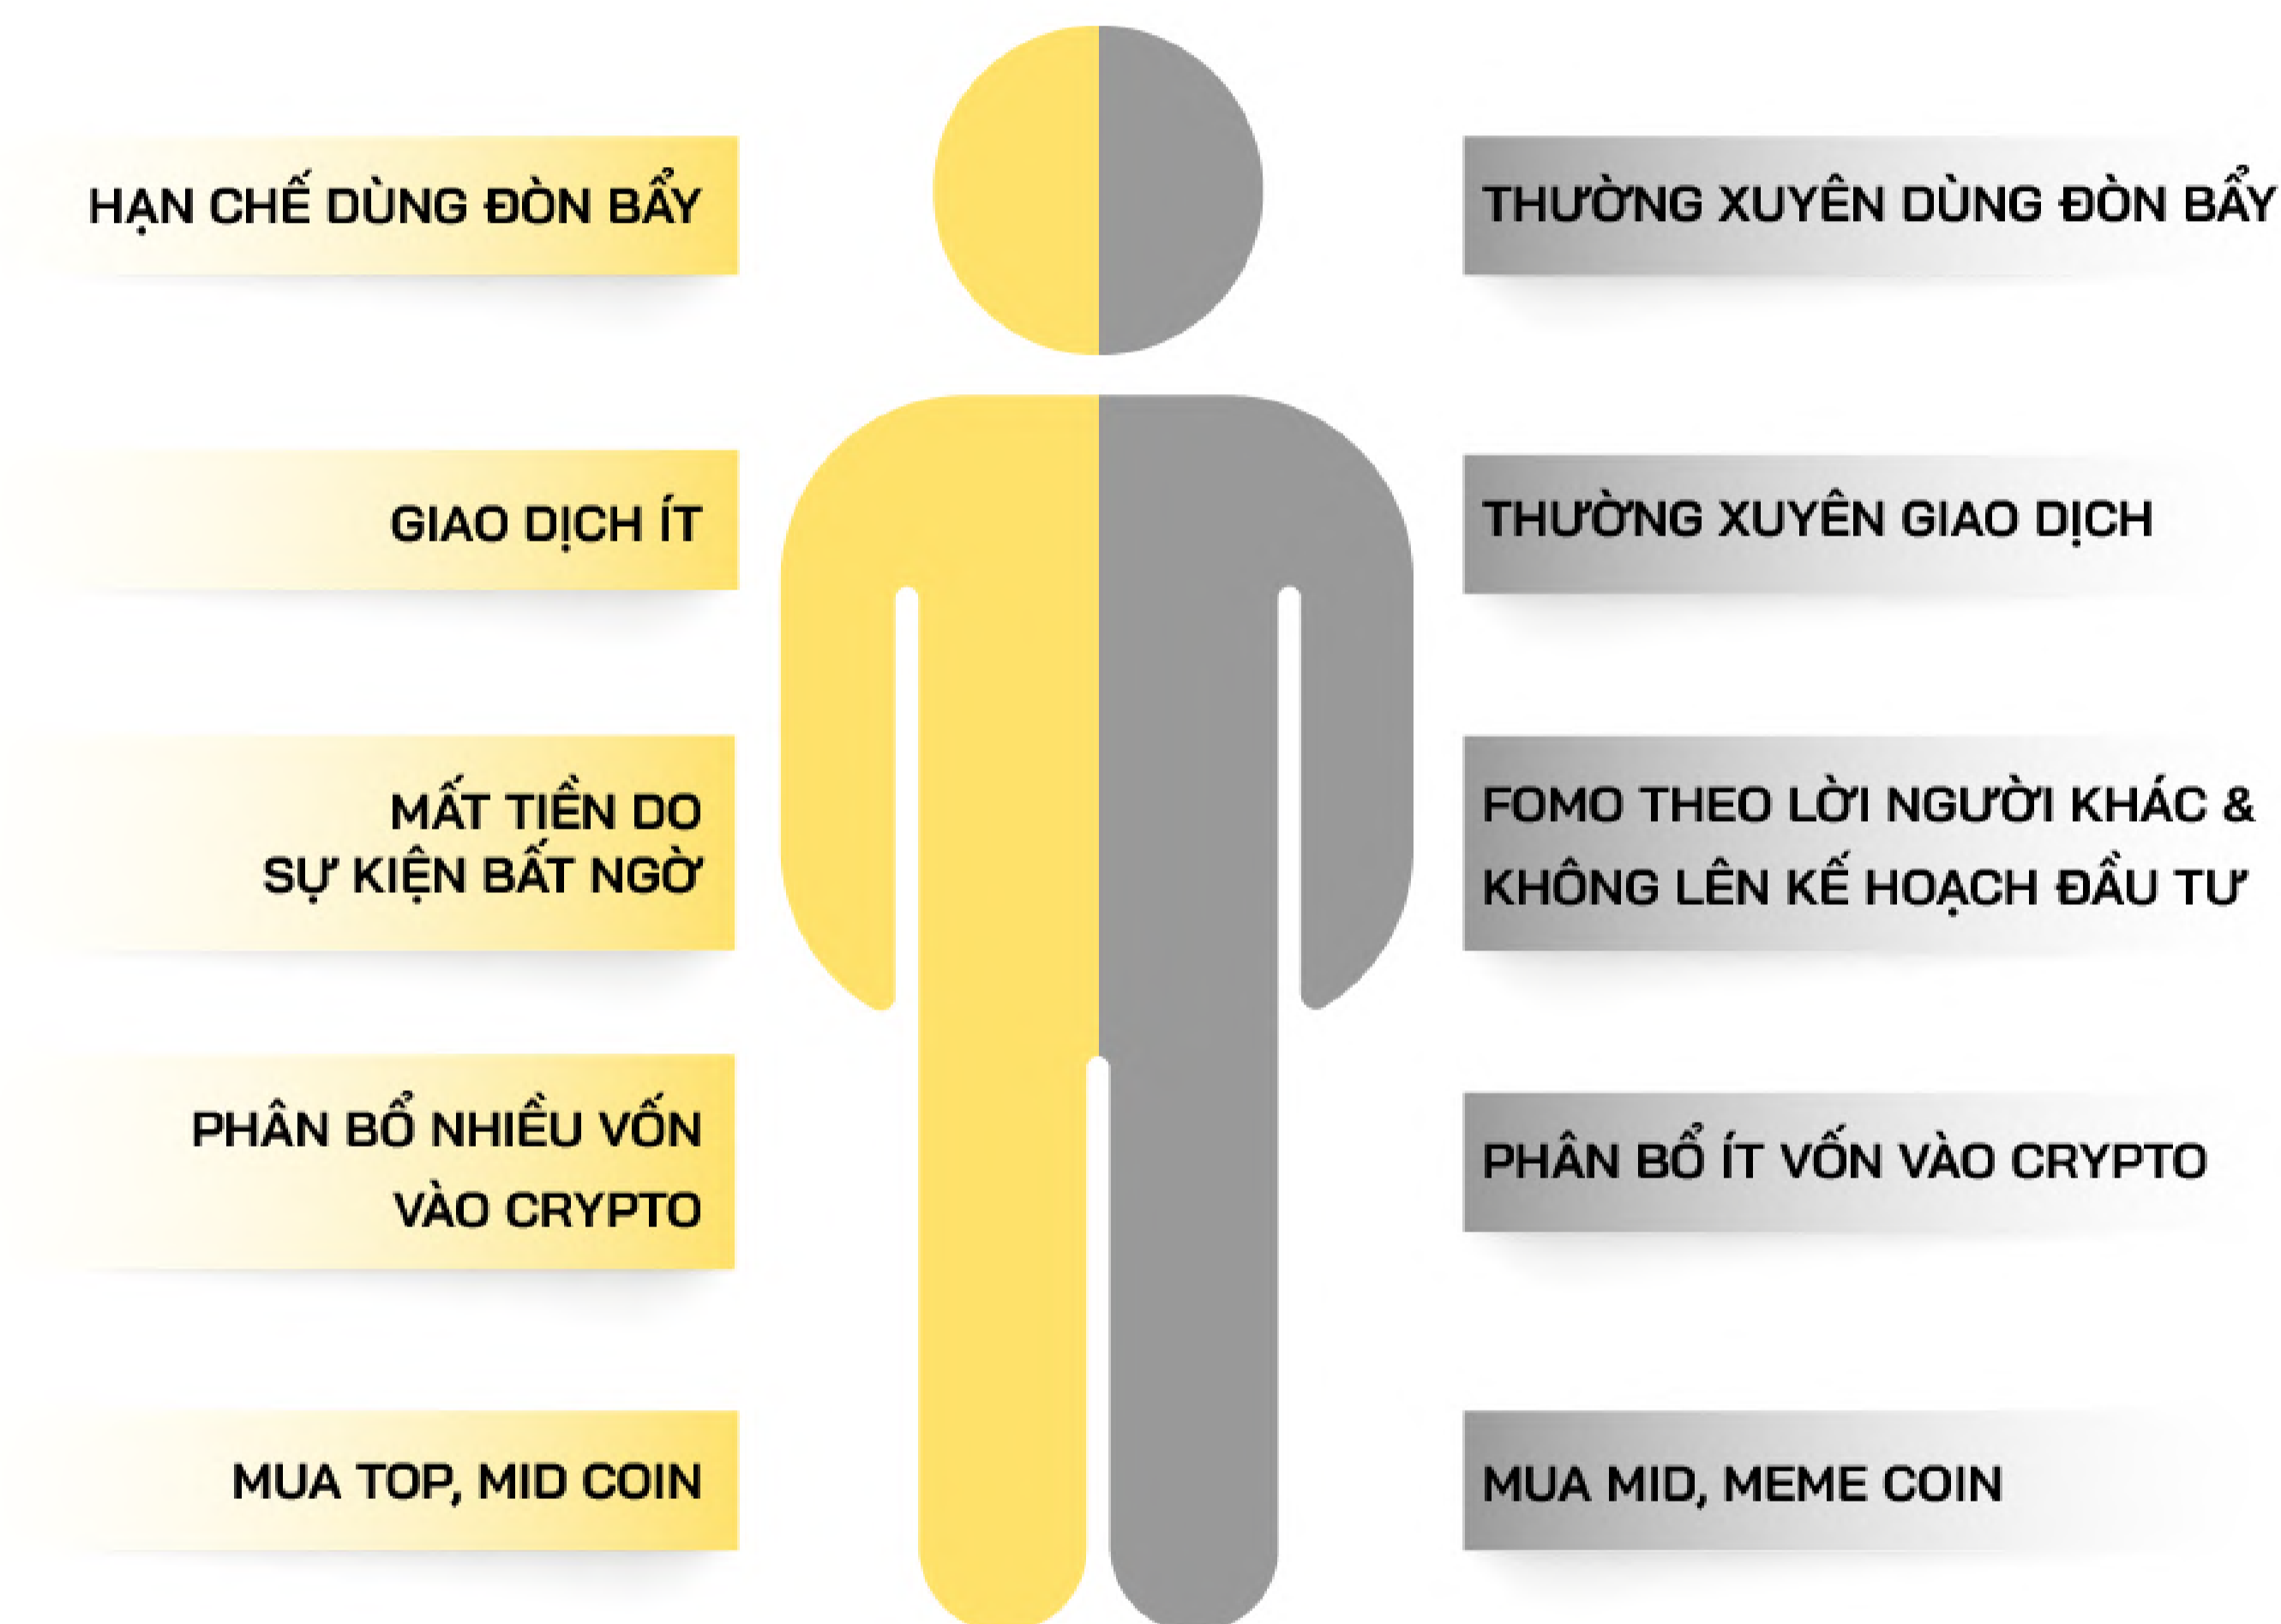 HẠN CHẾ DÙNG ĐÒN BẨY
THƯỜNG XUYÊN DÙNG ĐÒN BẨY
GIAO DỊCH ÍT
THƯỜNG XUYÊN GIAO DỊCH
MẤT TIỀN DO
SỰ KIỆN BẤT NGỜ
FOMO THEO LỜI NGƯỜI KHÁC &
KHÔNG LÊN KẾ HOẠCH ĐẦU TƯ
PHÂN BỔ NHIỀU VỐN
VÀO CRYPTO
PHÂN BỔ ÍT VỐN VÀO CRYPTO
MUA TOP, MID COIN
MUA MID, MEME COIN